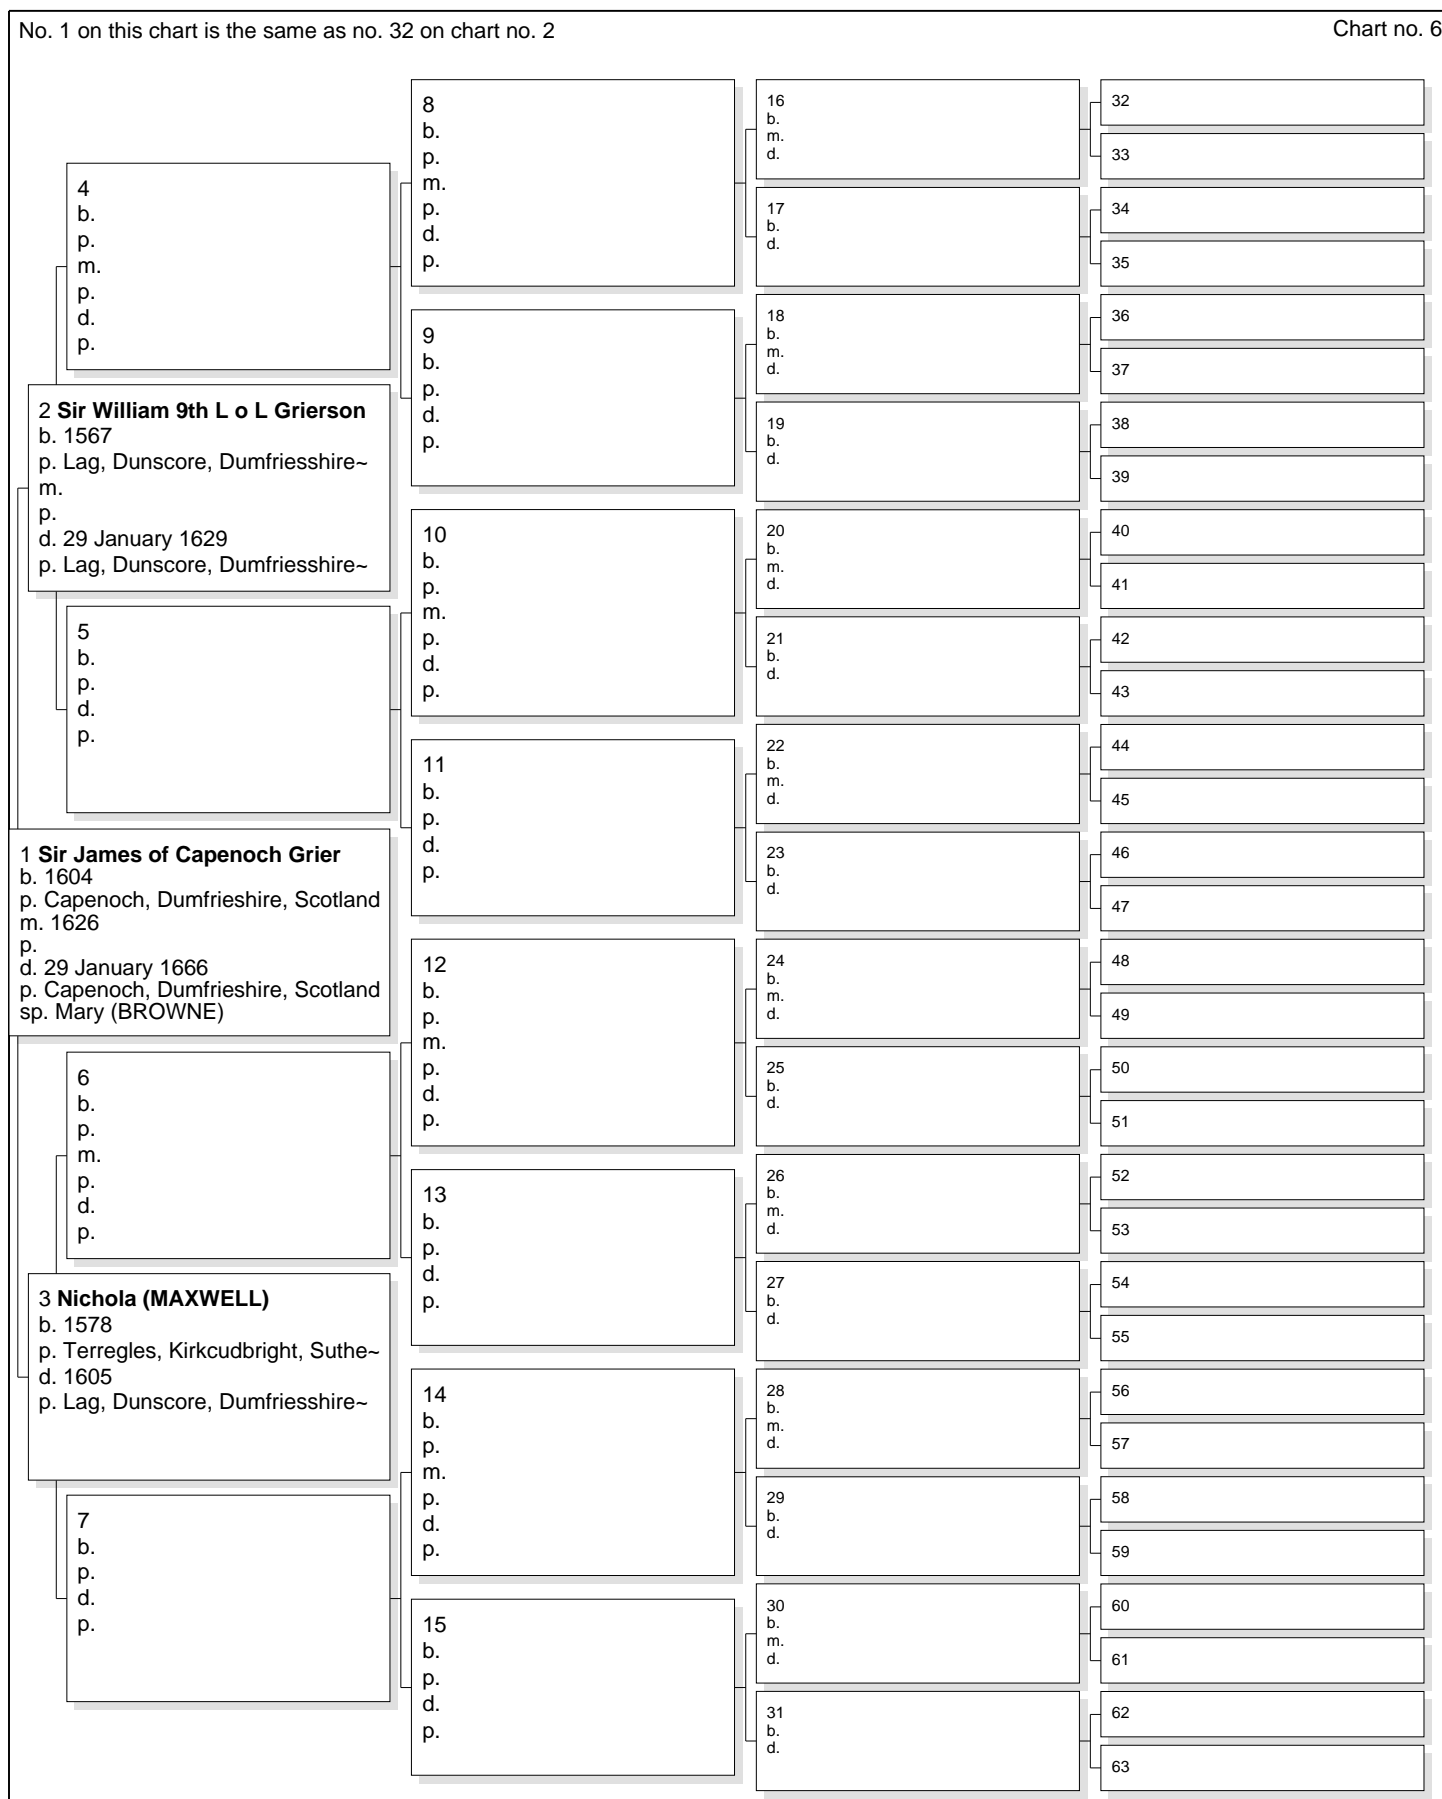 No. 1 on this chart is the same as no. 32 on chart no. 2
Chart no. 6
1 Sir James of Capenoch Grier
b. 1604
p. Capenoch, Dumfrieshire, Scotland
m. 1626
p.
d. 29 January 1666
p. Capenoch, Dumfrieshire, Scotland
sp. Mary (BROWNE)
2 Sir William 9th L o L Grierson
b. 1567
p. Lag, Dunscore, Dumfriesshire~
m.
p.
d. 29 January 1629
p. Lag, Dunscore, Dumfriesshire~
3 Nichola (MAXWELL)
b. 1578
p. Terregles, Kirkcudbright, Suthe~
d. 1605
p. Lag, Dunscore, Dumfriesshire~
4
b.
p.
m.
p.
d.
p.
5
b.
p.
d.
p.
6
b.
p.
m.
p.
d.
p.
7
b.
p.
d.
p.
8
b.
p.
m.
p.
d.
p.
9
b.
p.
d.
p.
10
b.
p.
m.
p.
d.
p.
11
b.
p.
d.
p.
12
b.
p.
m.
p.
d.
p.
13
b.
p.
d.
p.
14
b.
p.
m.
p.
d.
p.
15
b.
p.
d.
p.
16
b.
m.
d.
17
b.
d.
18
b.
m.
d.
19
b.
d.
20
b.
m.
d.
21
b.
d.
22
b.
m.
d.
23
b.
d.
24
b.
m.
d.
25
b.
d.
26
b.
m.
d.
27
b.
d.
28
b.
m.
d.
29
b.
d.
30
b.
m.
d.
31
b.
d.
32
33
34
35
36
37
38
39
40
41
42
43
44
45
46
47
48
49
50
51
52
53
54
55
56
57
58
59
60
61
62
63